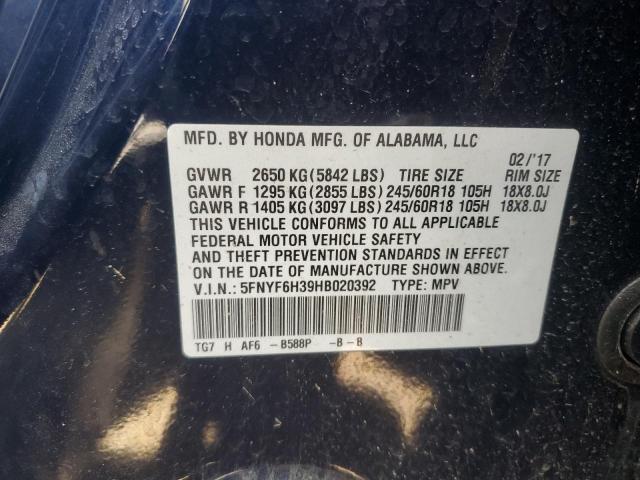 MFD. BY HONDA MFG. OF ALABAMA, LLC
02/'17
GVWR 2650 KG(5842 LBS) TIRE SIZE RIM SIZE
GAWR F 1295 KG(2855 LBS) 245/60R18 105H 18X8.0J
GAWR R 1405 KG(3097 LBS) 245/60R18 105H 18X8.0J
THIS VEHICLE CONFORMS TO ALL APPLICABLE
FEDERAL MOTOR VEHICLE SAFETY
AND THEFT PREVENTION STANDARDS IN EFFECT
ON THE DATE OF MANUFACTURE SHOWN ABOVE.
V.I.N.: 5FNYF6H39HB020392 TYPE: MPV
TG7 H AF6 -B588P -B-B